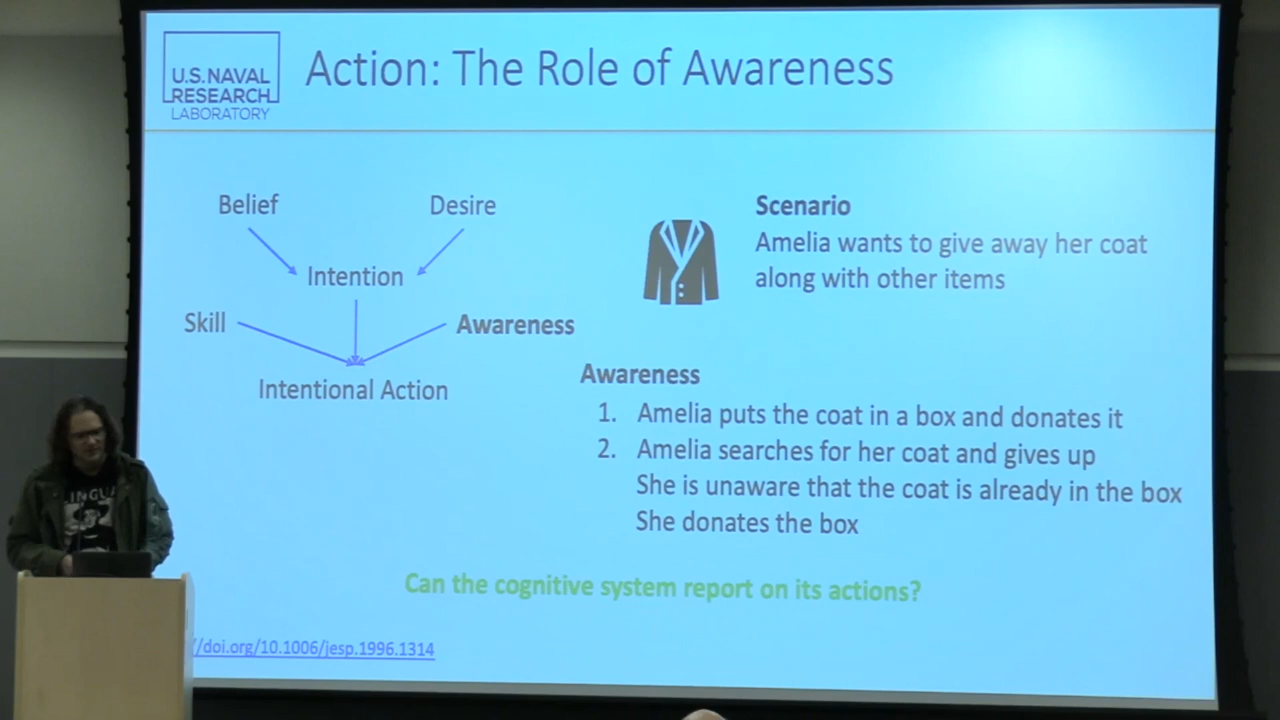 U.S. NAVAL
RESEARCH
LABORATORY
Action: The Role of Awareness
Belief
Desire
Intention
Skill
Awareness
Intentional Action
Scenario
Amelia wants to give away her coat
along with other items
Awareness
1. Amelia puts the coat in a box and donates it
2. Amelia searches for her coat and gives up
She is unaware that the coat is already in the box
She donates the box
Can the cognitive system report on its actions?
//doi.org/10.1006/jesp.1996.1314
LINGUA